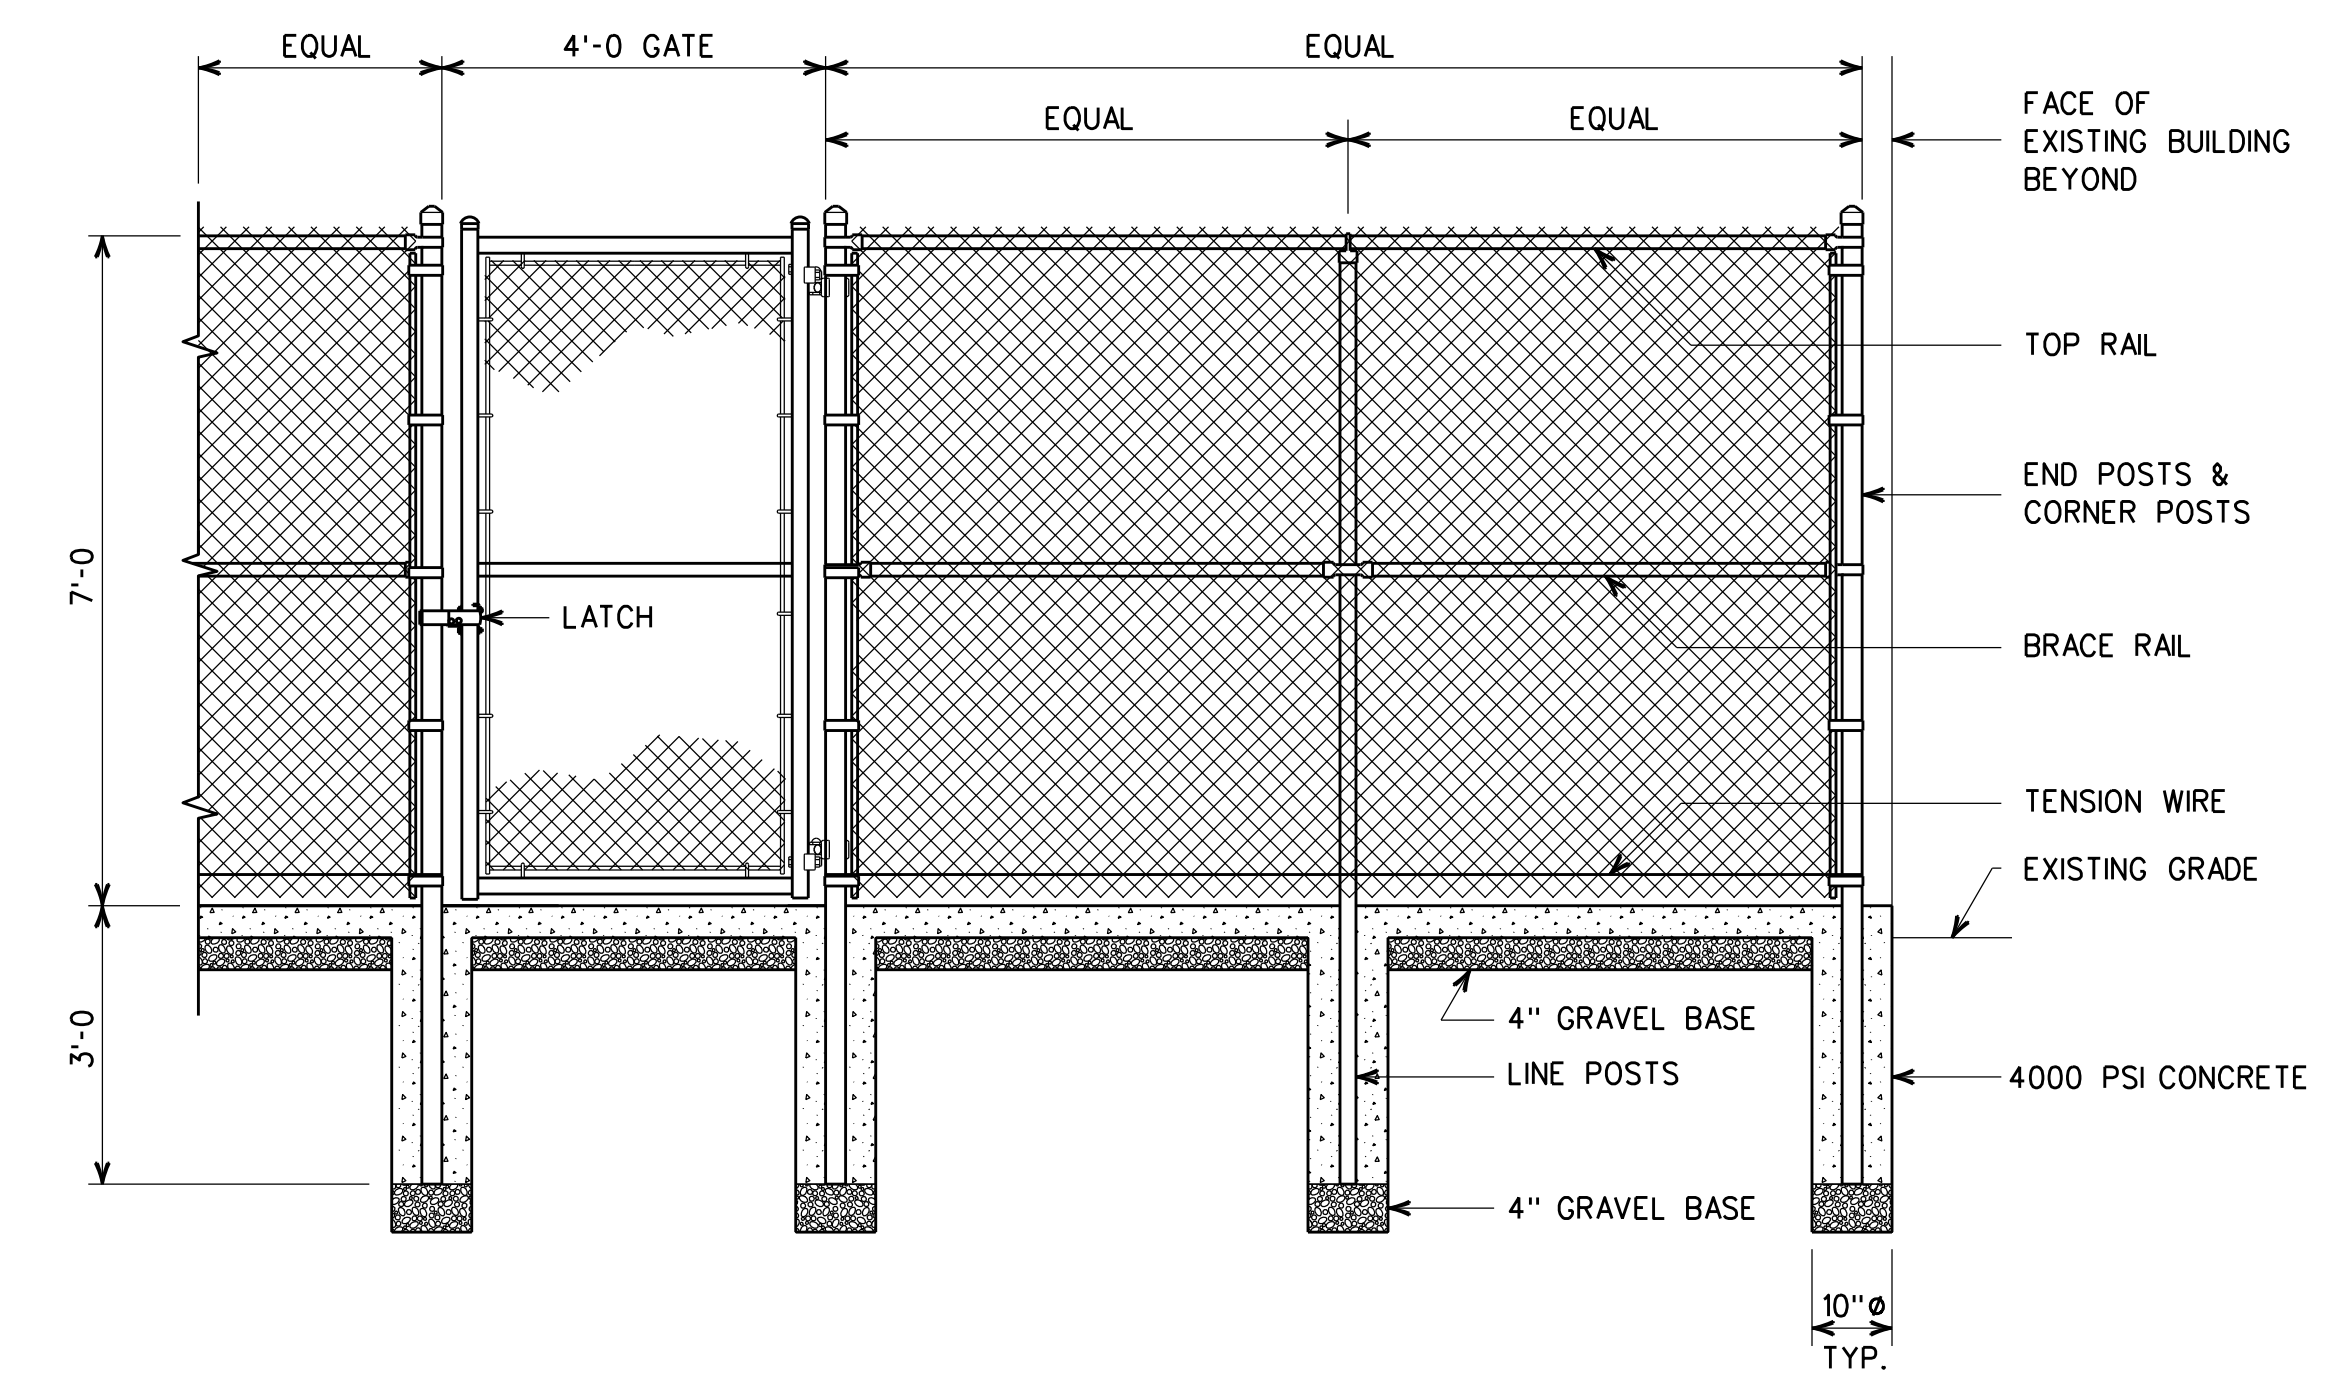 EQUAL
4'-0 GATE
EQUAL
EQUAL
EQUAL
FACE OF
EXISTING BUILDING
BEYOND
TOP RAIL
END POSTS &
CORNER POSTS
7'-0
LATCH
BRACE RAIL
TENSION WIRE
EXISTING GRADE
4" GRAVEL BASE
3'-0
LINE POSTS
4000 PSI CONCRETE
4" GRAVEL BASE
10"Ø
TYP.